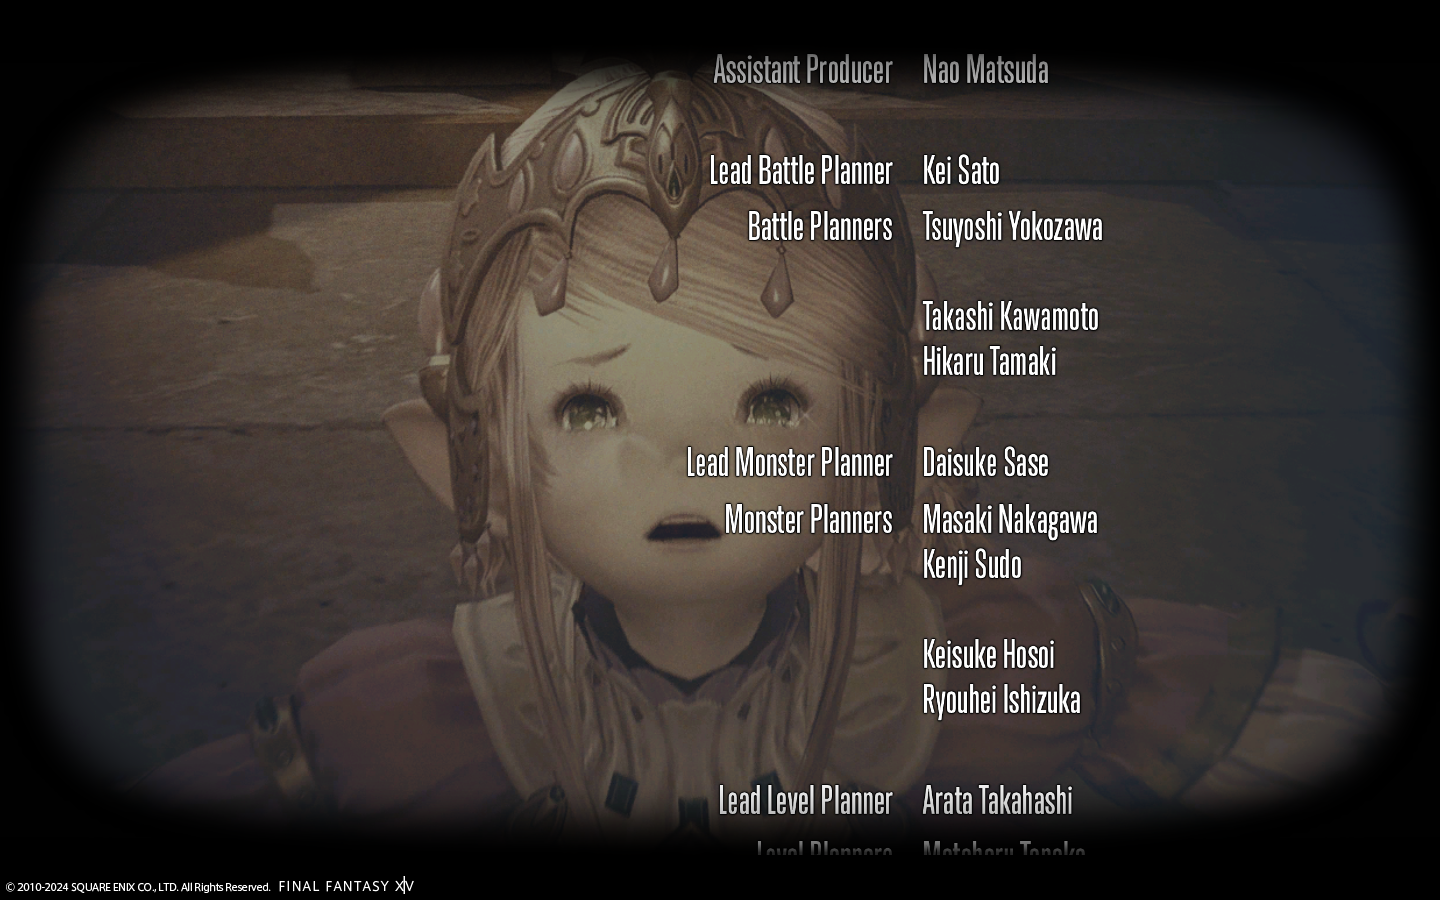 Assistant Producer Nao Matsuda
Lead Battle Planner Kei Sato
Battle Planners Tsuyoshi Yokozawa
Takashi Kawamoto
Hikaru Tamaki
Lead Monster Planner Daisuke Sase
Monster Planners Masaki Nakagawa
Kenji Sudo
Keisuke Hosoi
Ryouhei Ishizuka
Lead Level Planner Arata Takahashi
Level Planners
© 2010-2024 SQUARE ENIX CO., LTD. All Rights Reserved. FINAL FANTASY XIV